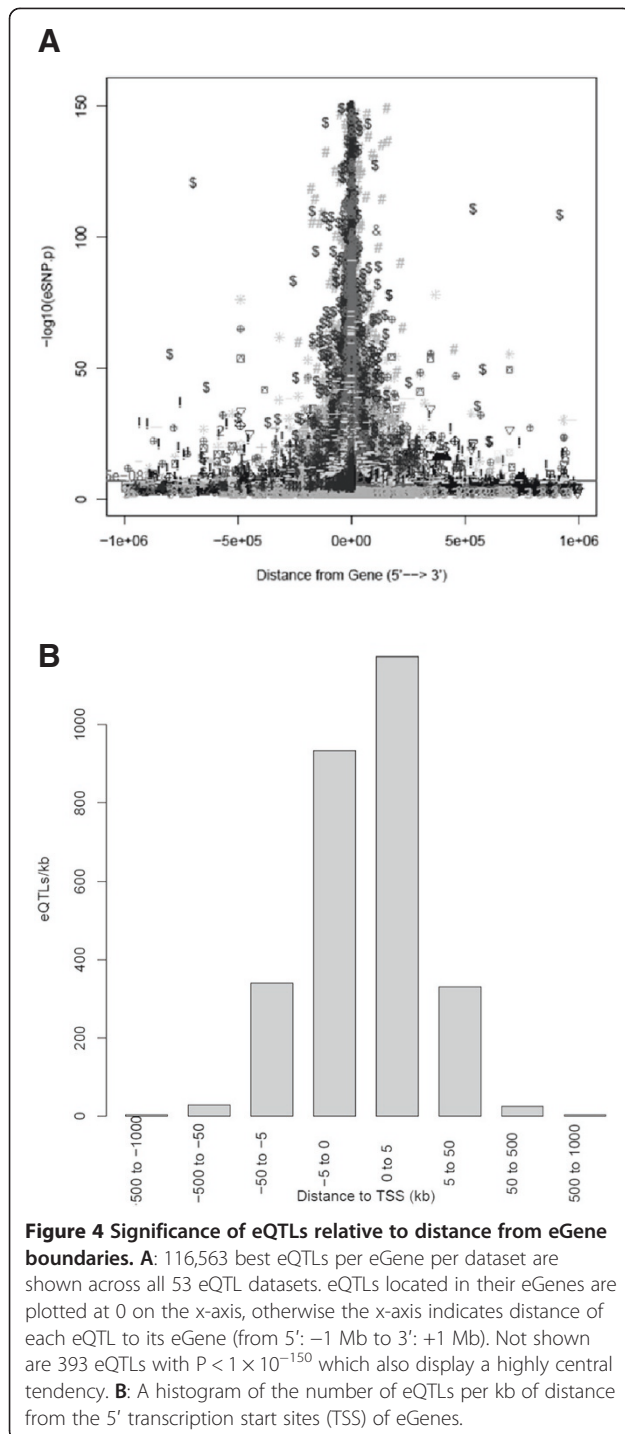 A
150
100
50
0
−log10(eSNP.p)
−1e+06 −5e+05 0e+00 5e+05 1e+06
Distance from Gene (5'−−> 3')
B
1000
800
600
400
200
0
eQTLs/kb
-500 to −1000
−500 to −50
−50 to −5
−5 to 0
0 to 5
5 to 50
50 to 500
500 to 1000
Distance to TSS (kb)
Figure 4 Significance of eQTLs relative to distance from eGene
boundaries. A: 116,563 best eQTLs per eGene per dataset are
shown across all 53 eQTL datasets. eQTLs located in their eGenes are
plotted at 0 on the x-axis, otherwise the x-axis indicates distance of
each eQTL to its eGene (from 5′: −1 Mb to 3′: +1 Mb). Not shown
are 393 eQTLs with P < 1 × 10⁻¹⁵⁰ which also display a highly central
tendency. B: A histogram of the number of eQTLs per kb of distance
from the 5′ transcription start sites (TSS) of eGenes.